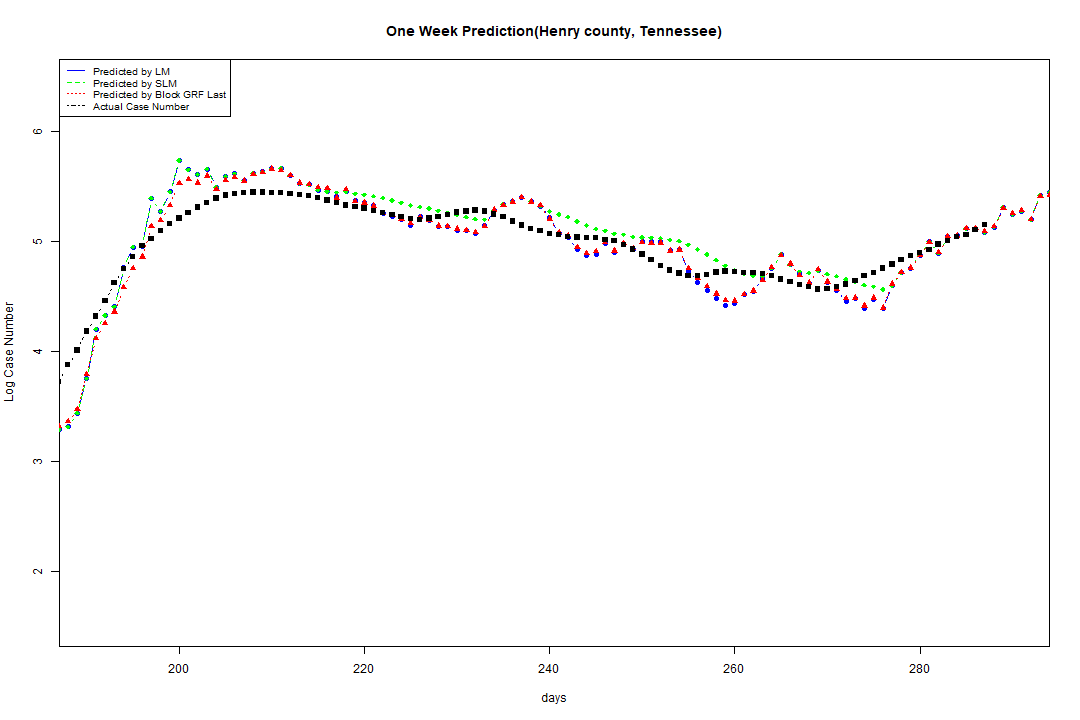 One Week Prediction(Henry county, Tennessee)
Predicted by LM
Predicted by SLM
Predicted by Block GRF Last
Actual Case Number
6
5
4
3
2
Log Case Number
200 220 240 260 280
days